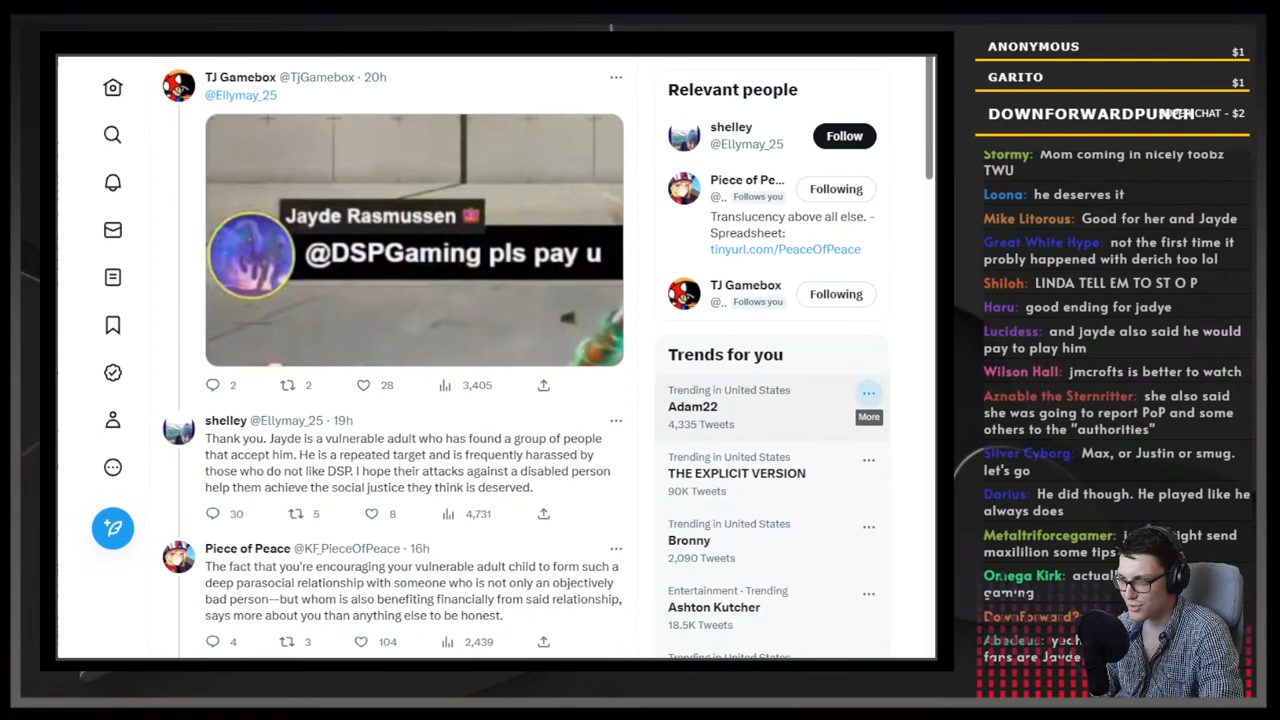 TJ Gamebox @TjGamebox · 20h
@Ellymay_25
Jayde Rasmussen
@DSPGaming pls pay u
2 2 28 3,405
shelley @Ellymay_25 · 19h
Thank you. Jayde is a vulnerable adult who has found a group of people
that accept him. He is a repeated target and is frequently harassed by
those who do not like DSP. I hope their attacks against a disabled person
help them achieve the social justice they think is deserved.
30 5 8 4,731
Piece of Peace @KF_PieceOfPeace · 16h
The fact that you're encouraging your vulnerable adult child to form such a
deep parasocial relationship with someone who is not only an objectively
bad person--but whom is also benefiting financially from said relationship,
says more about you than anything else to be honest.
4 3 104 2,439
Relevant people
shelley
@Ellymay_25
Follow
Piece of Pe...
@.. Follows you
Following
Translucency above all else. -
Spreadsheet:
tinyurl.com/PeaceOfPeace
TJ Gamebox
@.. Follows you
Following
Trends for you
Trending in United States
Adam22
4,335 Tweets
More
Trending in United States
THE EXPLICIT VERSION
90K Tweets
Trending in United States
Bronny
2,090 Tweets
Entertainment · Trending
Ashton Kutcher
18.5K Tweets
Trending in United States
ANONYMOUS $1
GARITO $1
DOWNFORWARDPUNCH SUPER CHAT - $2
Stormy: Mom coming in nicely toobz
TWU
Loona: he deserves it
Mike Litorous: Good for her and Jayde
Great White Hype: not the first time it
probly happened with derich too lol
Shiloh: LINDA TELL EM TO ST O P
Haru: good ending for jadye
Lucidess: and jayde also said he would
pay to play him
Wilson Hall: jmcrofts is better to watch
Aznable the Sternritter: she also said
she was going to report PoP and some
others to the "authorities"
Silver Cyborg: Max, or Justin or smug.
let's go
Darius: He did though. He played like he
always does
Metaltriforcegamer: right send
maxililion some tips
Omega Kirk:
gaming
Abedeus:
fans are Jayde